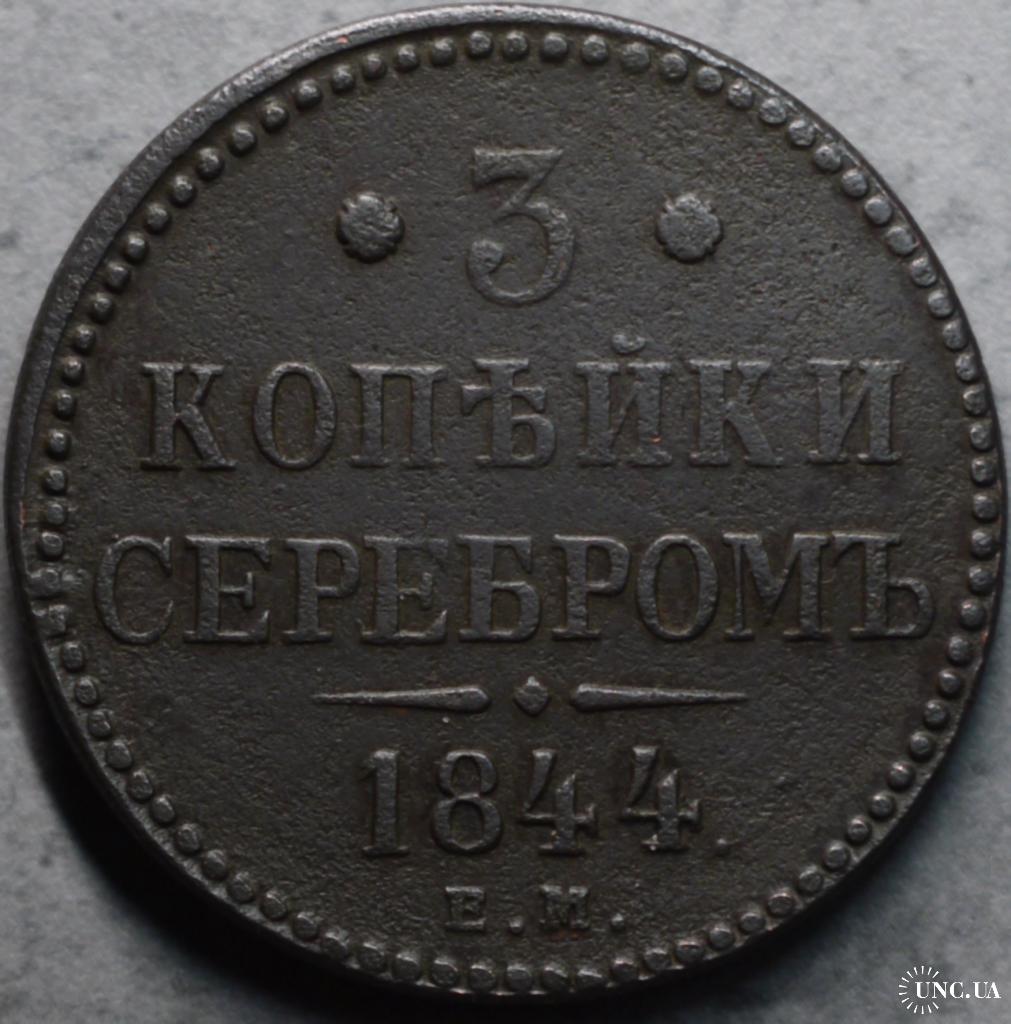 3
КОПѢЙКИ
СЕРЕБРОМЪ
1844.
Е.М.
UNC.UA